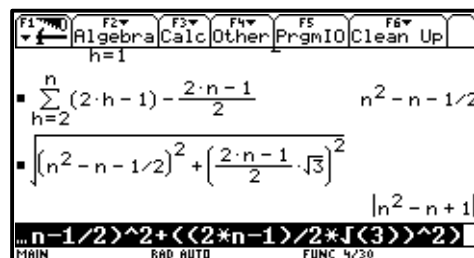 F1 F2 F3 F4 F5 F6
Algebra Calc Other PrgmIO Clean Up
h=1
n
∑ (2·h − 1) − (2·n − 1)/2 n² − n − 1/2
h=2
√((n² − n − 1/2)² + ((2·n − 1)/2·√3)²)
|n² − n + 1|
…n-1/2)^2+((2*n-1)/2*√(3))^2)
MAIN RAD AUTO FUNC 4/30